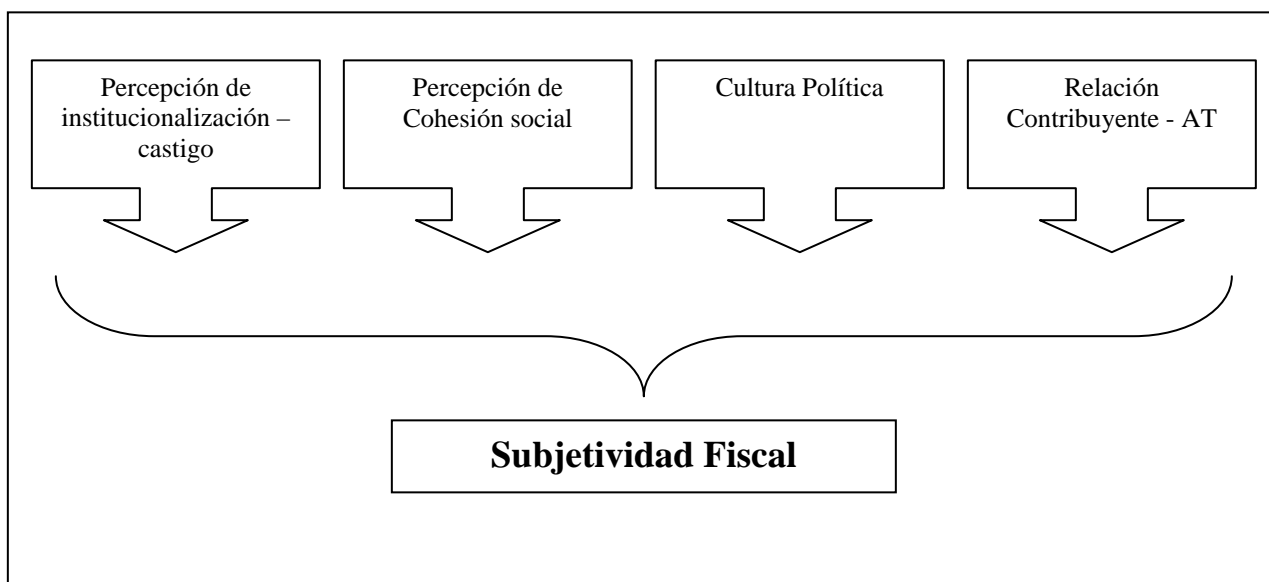 Percepción de
institucionalización –
castigo
Percepción de
Cohesión social
Cultura Política
Relación
Contribuyente - AT
Subjetividad Fiscal